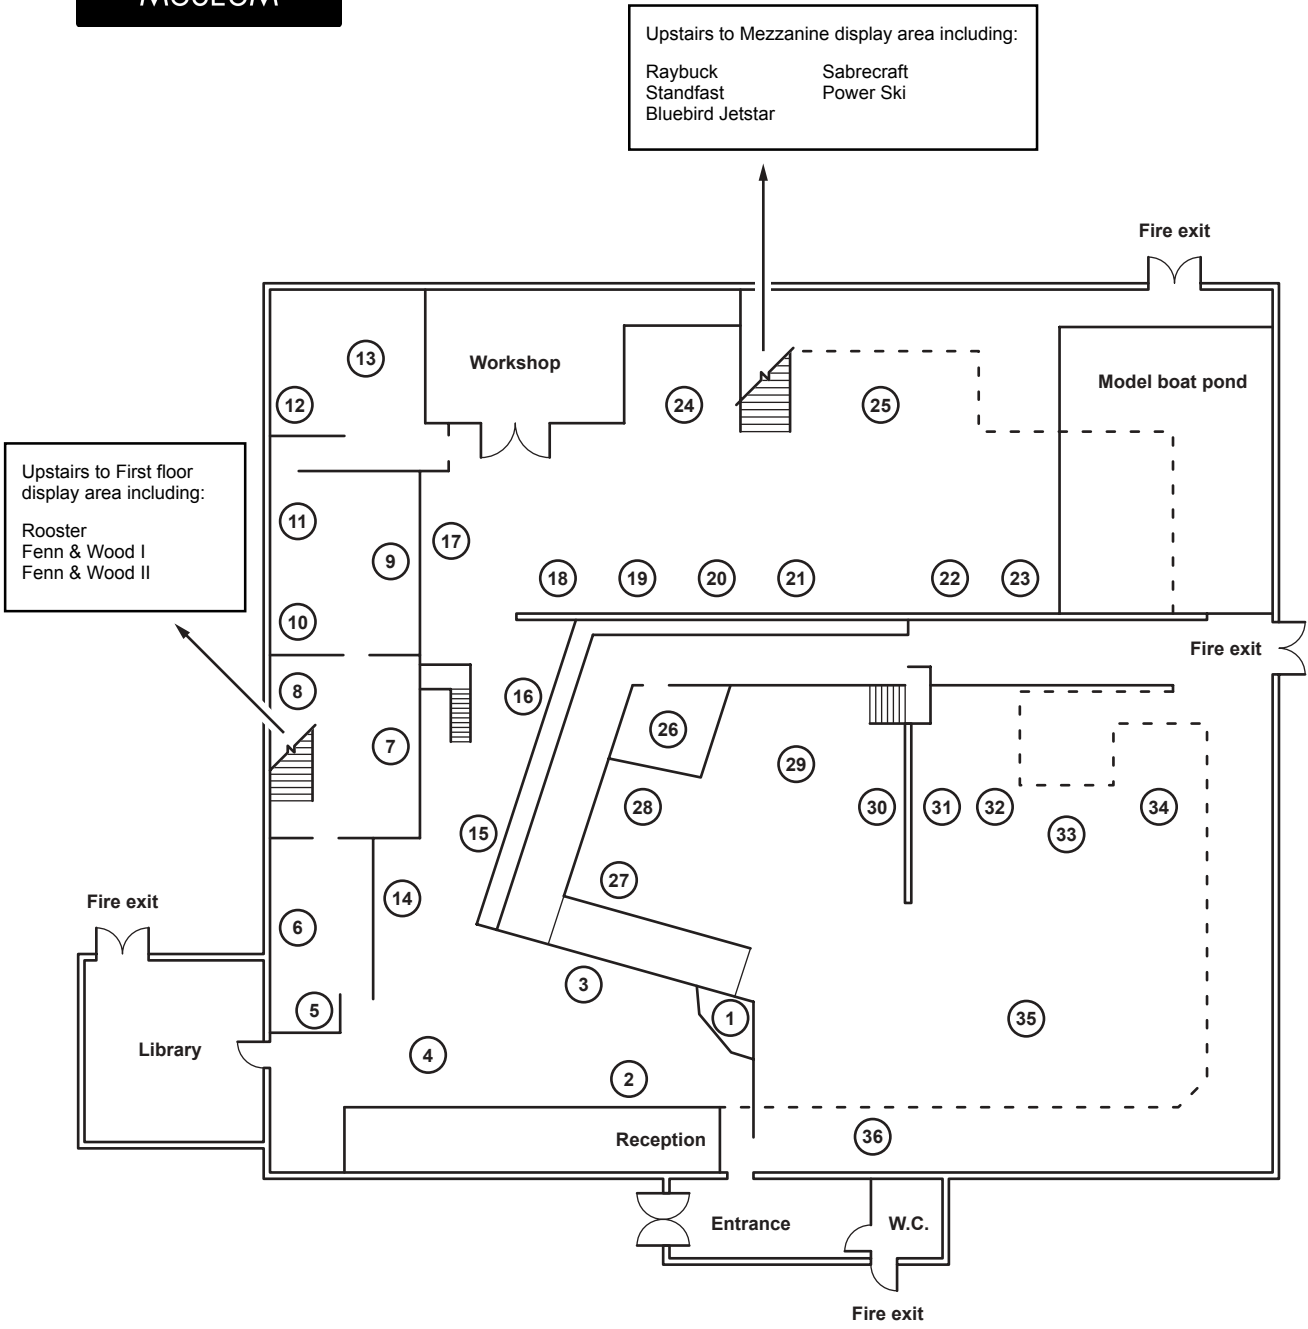 MUSEUM
Upstairs to Mezzanine display area including:
Raybuck Sabrecraft
Standfast Power Ski
Bluebird Jetstar
Fire exit
13
Workshop
Model boat pond
12
24
25
Upstairs to First floor
display area including:
Rooster
Fenn & Wood I
Fenn & Wood II
11
17
9
18
19
20
21
22
23
10
Fire exit
8
16
26
7
29
28
30
31
32
34
15
33
27
14
Fire exit
6
3
5
1
35
Library
4
2
Reception
36
Entrance
W.C.
Fire exit